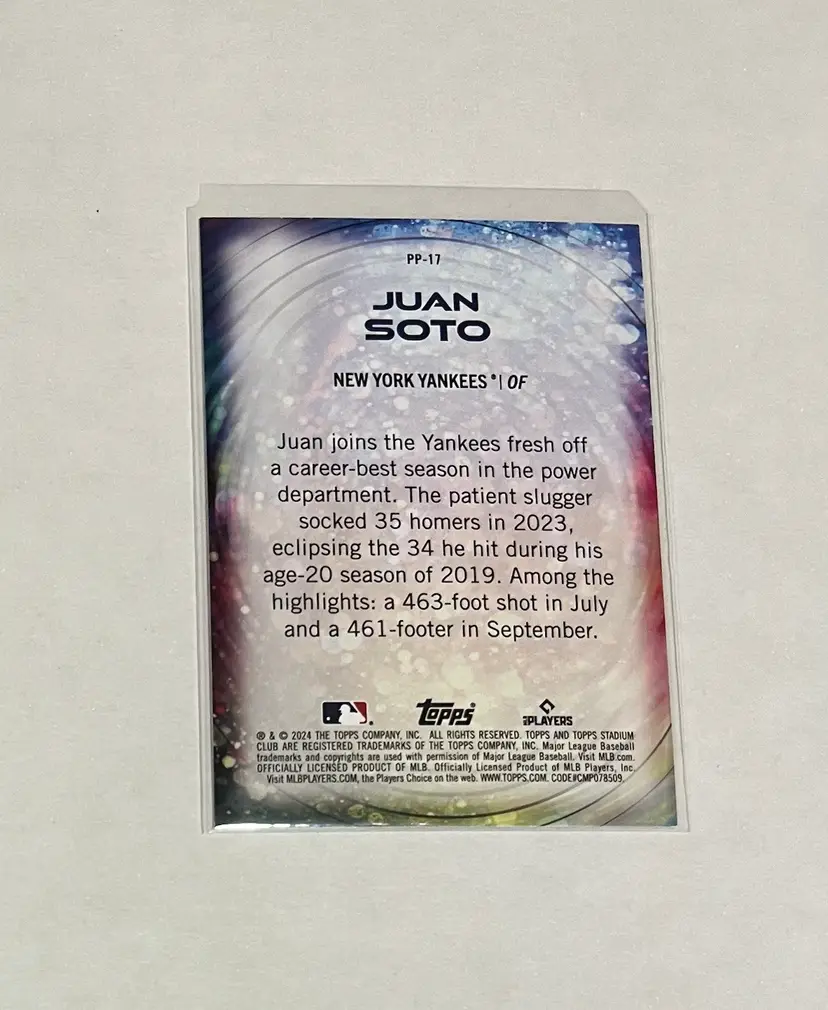 PP-17
JUAN
SOTO
NEW YORK YANKEES® | OF
Juan joins the Yankees fresh off
a career-best season in the power
department. The patient slugger
socked 35 homers in 2023,
eclipsing the 34 he hit during his
age-20 season of 2019. Among the
highlights: a 463-foot shot in July
and a 461-footer in September.
Topps
PLAYERS
® & © 2024 THE TOPPS COMPANY, INC. ALL RIGHTS RESERVED. TOPPS AND TOPPS STADIUM
CLUB ARE REGISTERED TRADEMARKS OF THE TOPPS COMPANY, INC. Major League Baseball
trademarks and copyrights are used with permission of Major League Baseball. Visit MLB.com.
OFFICIALLY LICENSED PRODUCT OF MLB. Officially Licensed Product of MLB Players, Inc.
Visit MLBPLAYERS.COM, the Players Choice on the web. WWW.TOPPS.COM. CODE#CMP078509.